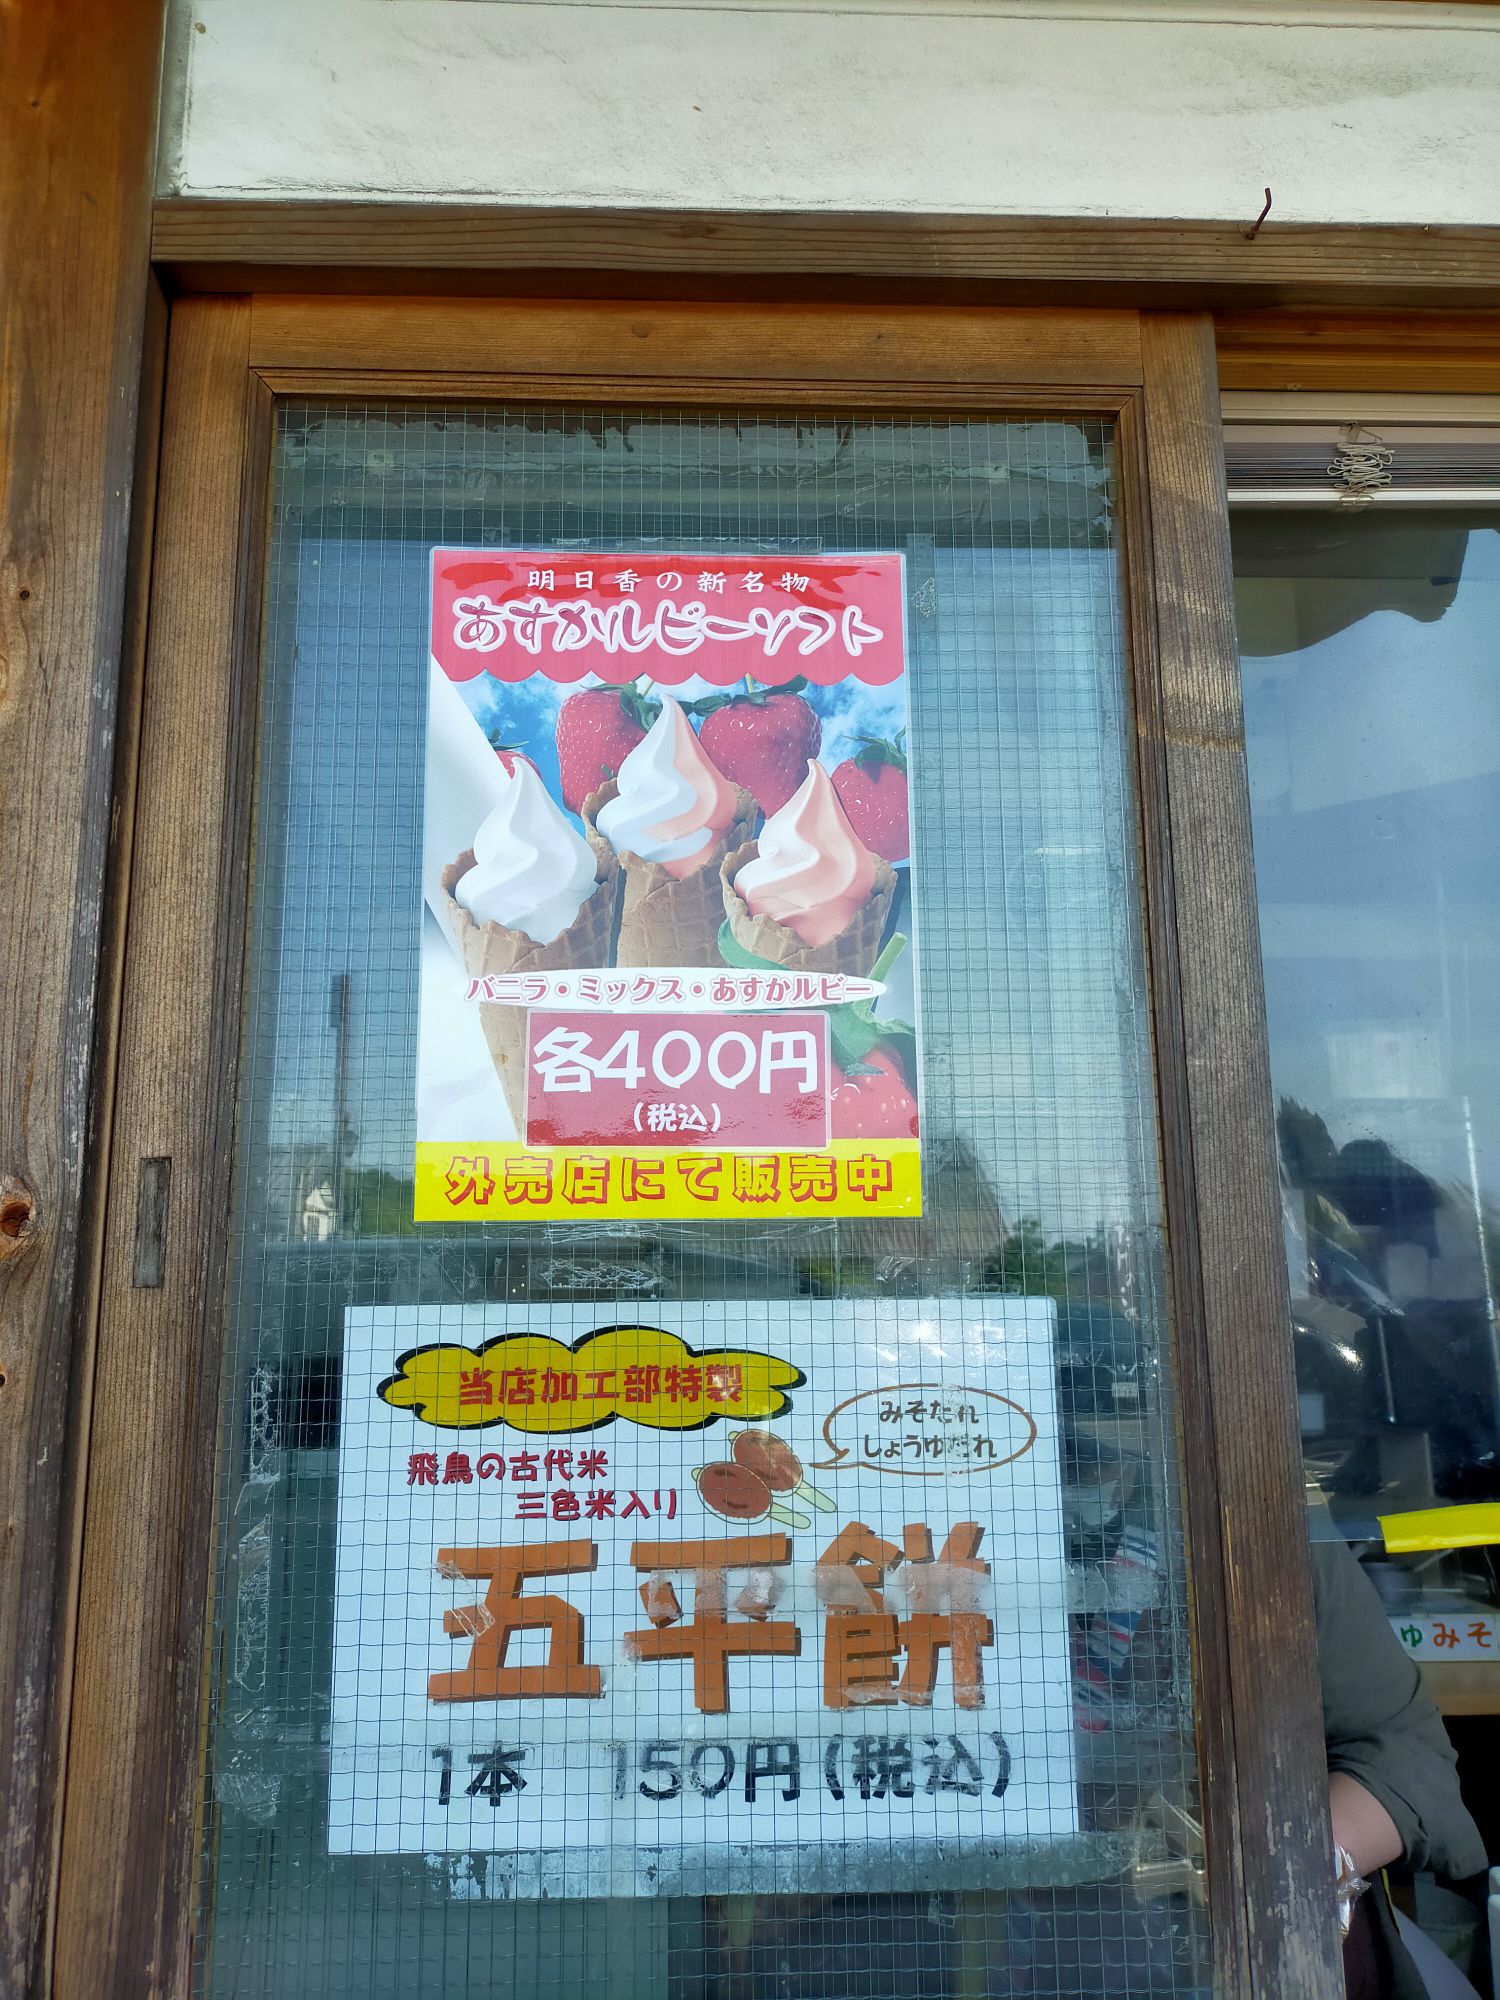 明日香の新名物
あすかルビーソフト
バニラ・ミックス・あすかルビー
各400円
(税込)
外売店にて販売中
当店加工部特製
みそだれ
しょうゆだれ
飛鳥の古代米
三色米入り
五平餅
1本 150円(税込)
ゅみそ